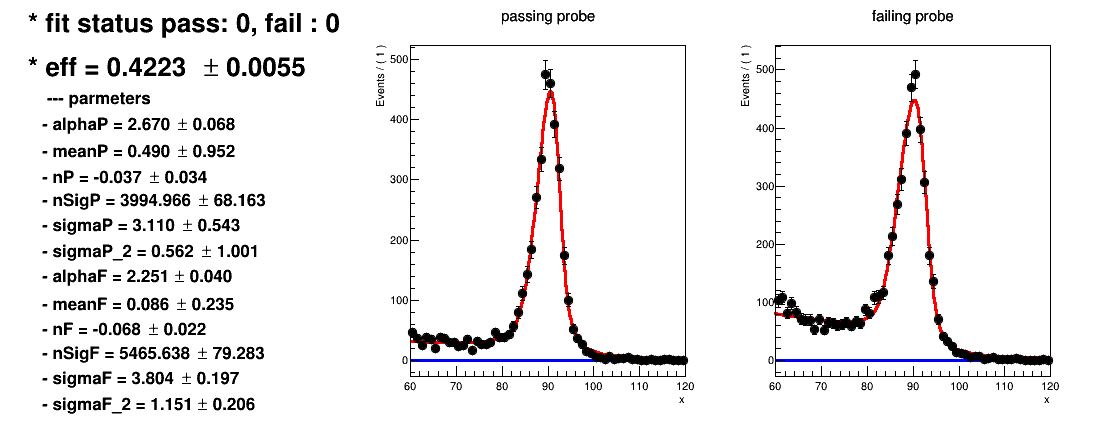 * fit status pass: 0, fail : 0
* eff = 0.4223 ± 0.0055
--- parmeters
- alphaP = 2.670 ± 0.068
- meanP = 0.490 ± 0.952
- nP = -0.037 ± 0.034
- nSigP = 3994.966 ± 68.163
- sigmaP = 3.110 ± 0.543
- sigmaP_2 = 0.562 ± 1.001
- alphaF = 2.251 ± 0.040
- meanF = 0.086 ± 0.235
- nF = -0.068 ± 0.022
- nSigF = 5465.638 ± 79.283
- sigmaF = 3.804 ± 0.197
- sigmaF_2 = 1.151 ± 0.206
passing probe
Events / ( 1 )
500
400
300
200
100
0
60 70 80 90 100 110 120
x
failing probe
Events / ( 1 )
500
400
300
200
100
0
60 70 80 90 100 110 120
x